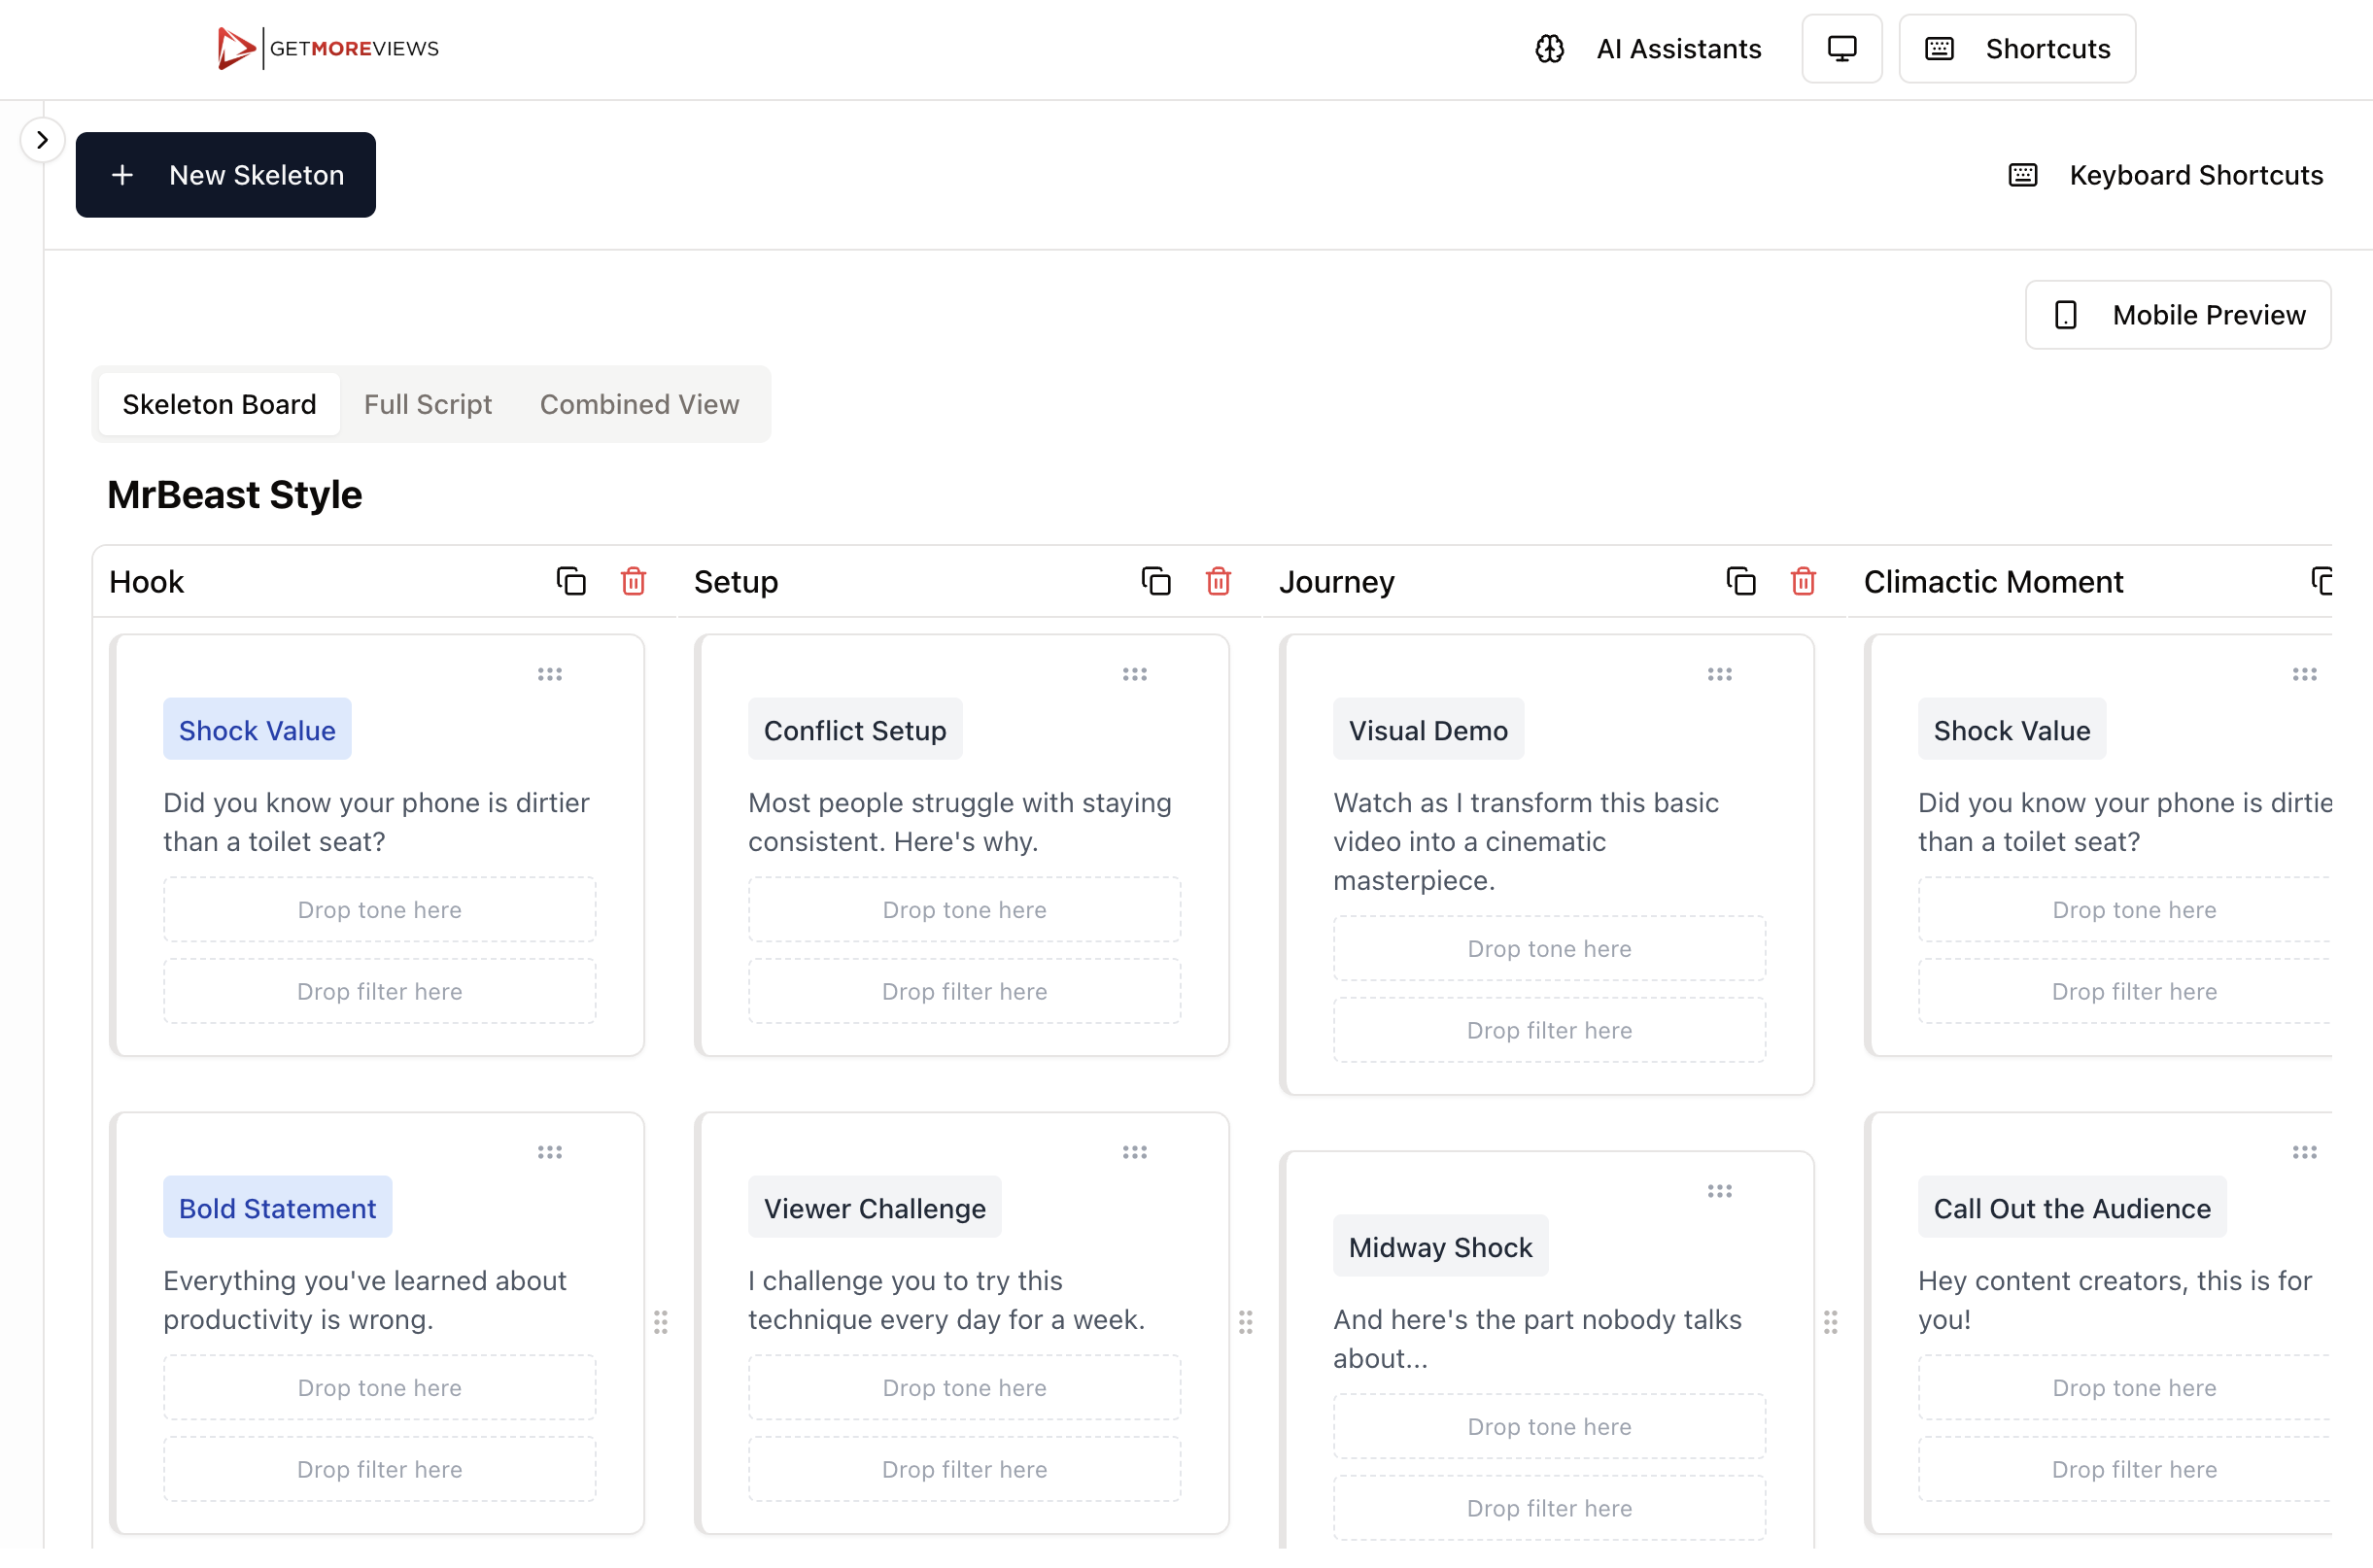 GETMOREVIEWS
AI Assistants
Shortcuts
New Skeleton
Keyboard Shortcuts
Mobile Preview
Skeleton Board
Full Script
Combined View
MrBeast Style
Hook
Shock Value
Did you know your phone is dirtier
than a toilet seat?
Drop tone here
Drop filter here
Bold Statement
Everything you've learned about
productivity is wrong.
Drop tone here
Drop filter here
Setup
Conflict Setup
Most people struggle with staying
consistent. Here's why.
Drop tone here
Drop filter here
Viewer Challenge
I challenge you to try this
technique every day for a week.
Drop tone here
Drop filter here
Journey
Visual Demo
Watch as I transform this basic
video into a cinematic
masterpiece.
Drop tone here
Drop filter here
Midway Shock
And here's the part nobody talks
about...
Drop tone here
Drop filter here
Climactic Moment
Shock Value
Did you know your phone is dirtie
than a toilet seat?
Drop tone here
Drop filter here
Call Out the Audience
Hey content creators, this is for
you!
Drop tone here
Drop filter here